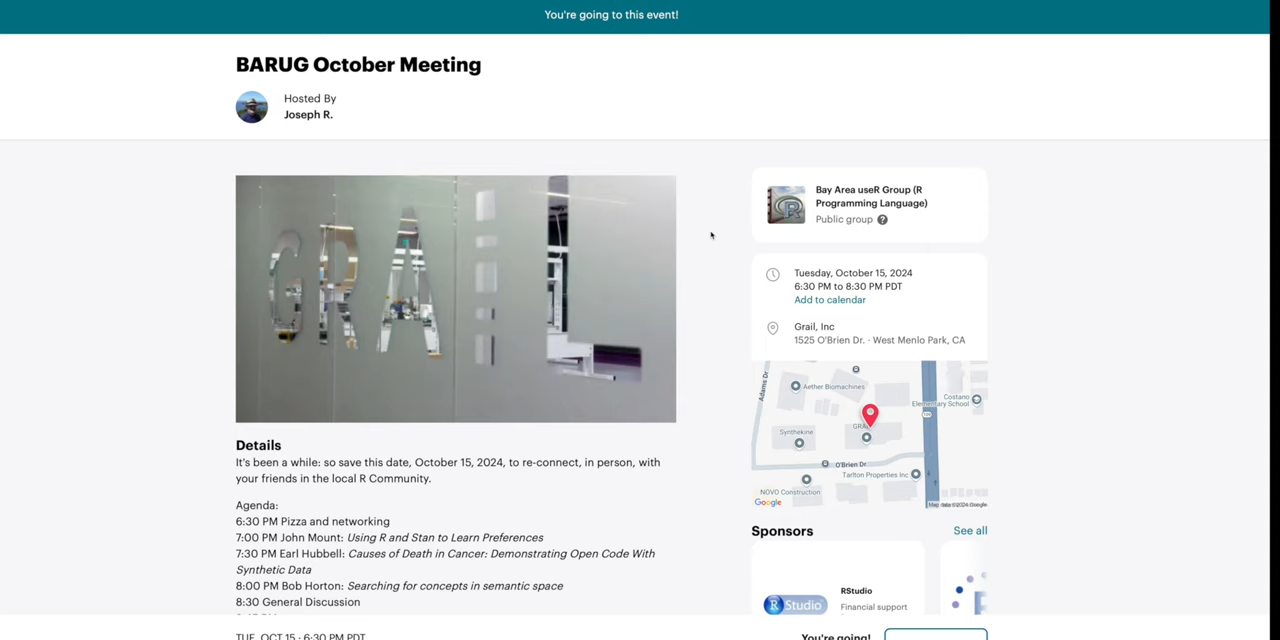 You're going to this event!
BARUG October Meeting
Hosted By
Joseph R.
GRAIL
Bay Area useR Group (R
Programming Language)
Public group ?
Tuesday, October 15, 2024
6:30 PM to 8:30 PM PDT
Add to calendar
Grail, Inc
1525 O'Brien Dr. · West Menlo Park, CA
Adams Dr
Aether Biomachines
Costano
Elementary School
Synthekine
GRAIL
O'Brien Dr
Tarlton Properties Inc
NOVO Construction
Google
Map data ©2024 Google
Details
It's been a while: so save this date, October 15, 2024, to re-connect, in person, with
your friends in the local R Community.
Agenda:
6:30 PM Pizza and networking
7:00 PM John Mount: Using R and Stan to Learn Preferences
7:30 PM Earl Hubbell: Causes of Death in Cancer: Demonstrating Open Code With
Synthetic Data
8:00 PM Bob Horton: Searching for concepts in semantic space
8:30 General Discussion
Sponsors
See all
R Studio
RStudio
Financial support
TUE, OCT 15 · 6:30 PM PDT
You're going!